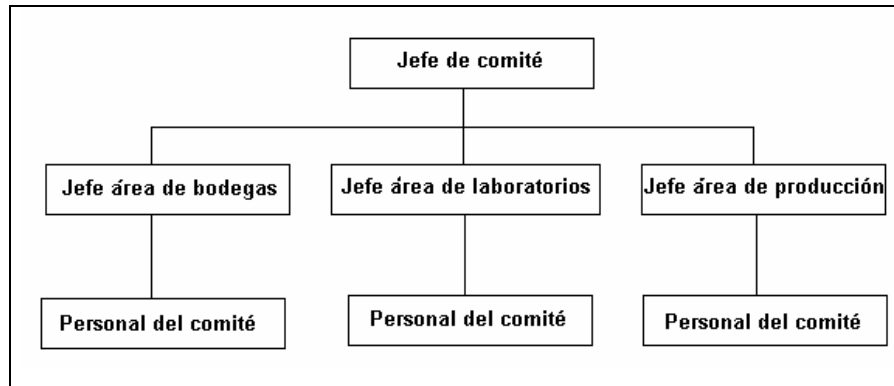 Jefe de comité
Jefe área de bodegas
Jefe área de laboratorios
Jefe área de producción
Personal del comité
Personal del comité
Personal del comité